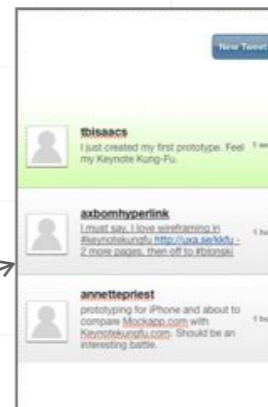 New Tweet
tbisaacs
I just created my first prototype. Feel
my Keynote Kung-Fu.
axbomhyperlink
I must say, I love wireframing in
#keynotekungfu http://uxa.se/kkfu -
2 more pages, then off to #bionski
annettepriest
prototyping for iPhone and about to
compare Mockapp.com with
Keynotekungfu.com. Should be an
interesting battle.